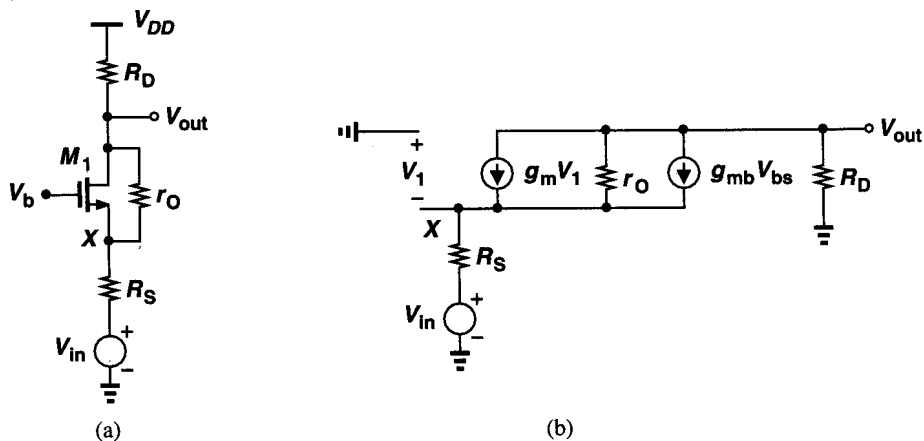 V_DD
R_D
V_out
M_1
V_b
r_O
X
R_S
V_in
+
−
(a)
+
V_1
−
g_mV_1
r_O
g_mbV_bs
V_out
R_D
X
R_S
V_in
+
−
(b)